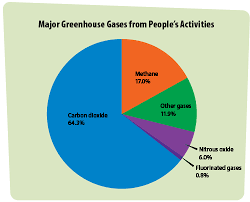 Major Greenhouse Gases from People's Activities
Methane
17.0%
Other gases
11.9%
Carbon dioxide
64.3%
Nitrous oxide
6.0%
Fluorinated gases
0.8%